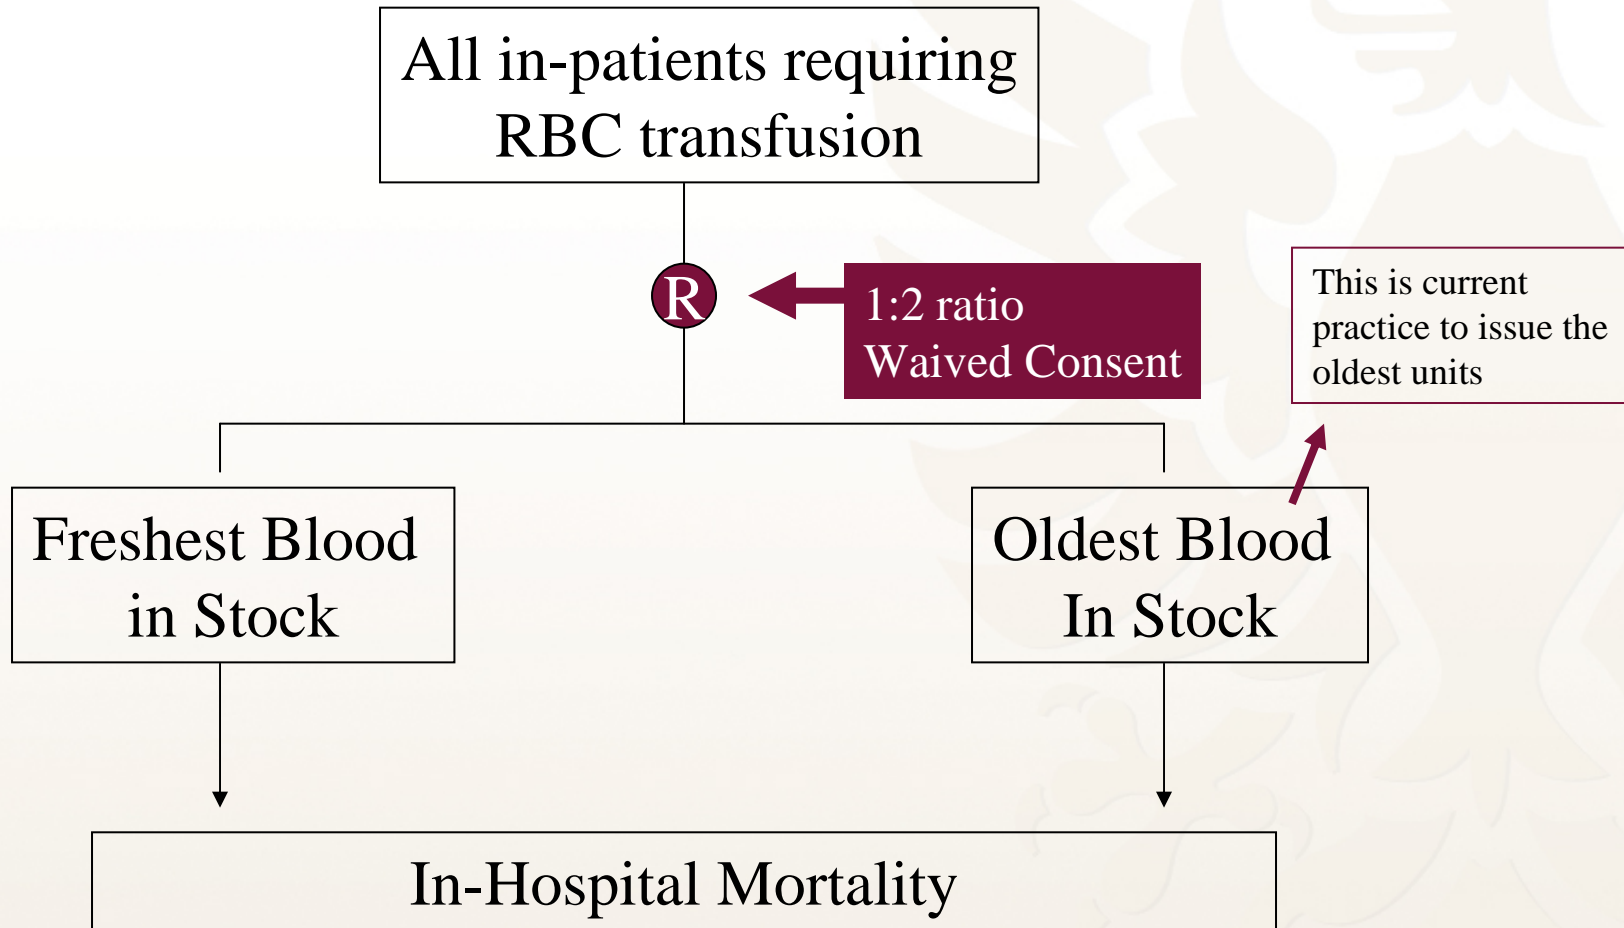 All in-patients requiring
RBC transfusion
R
1:2 ratio
Waived Consent
This is current
practice to issue the
oldest units
Freshest Blood
in Stock
Oldest Blood
In Stock
In-Hospital Mortality